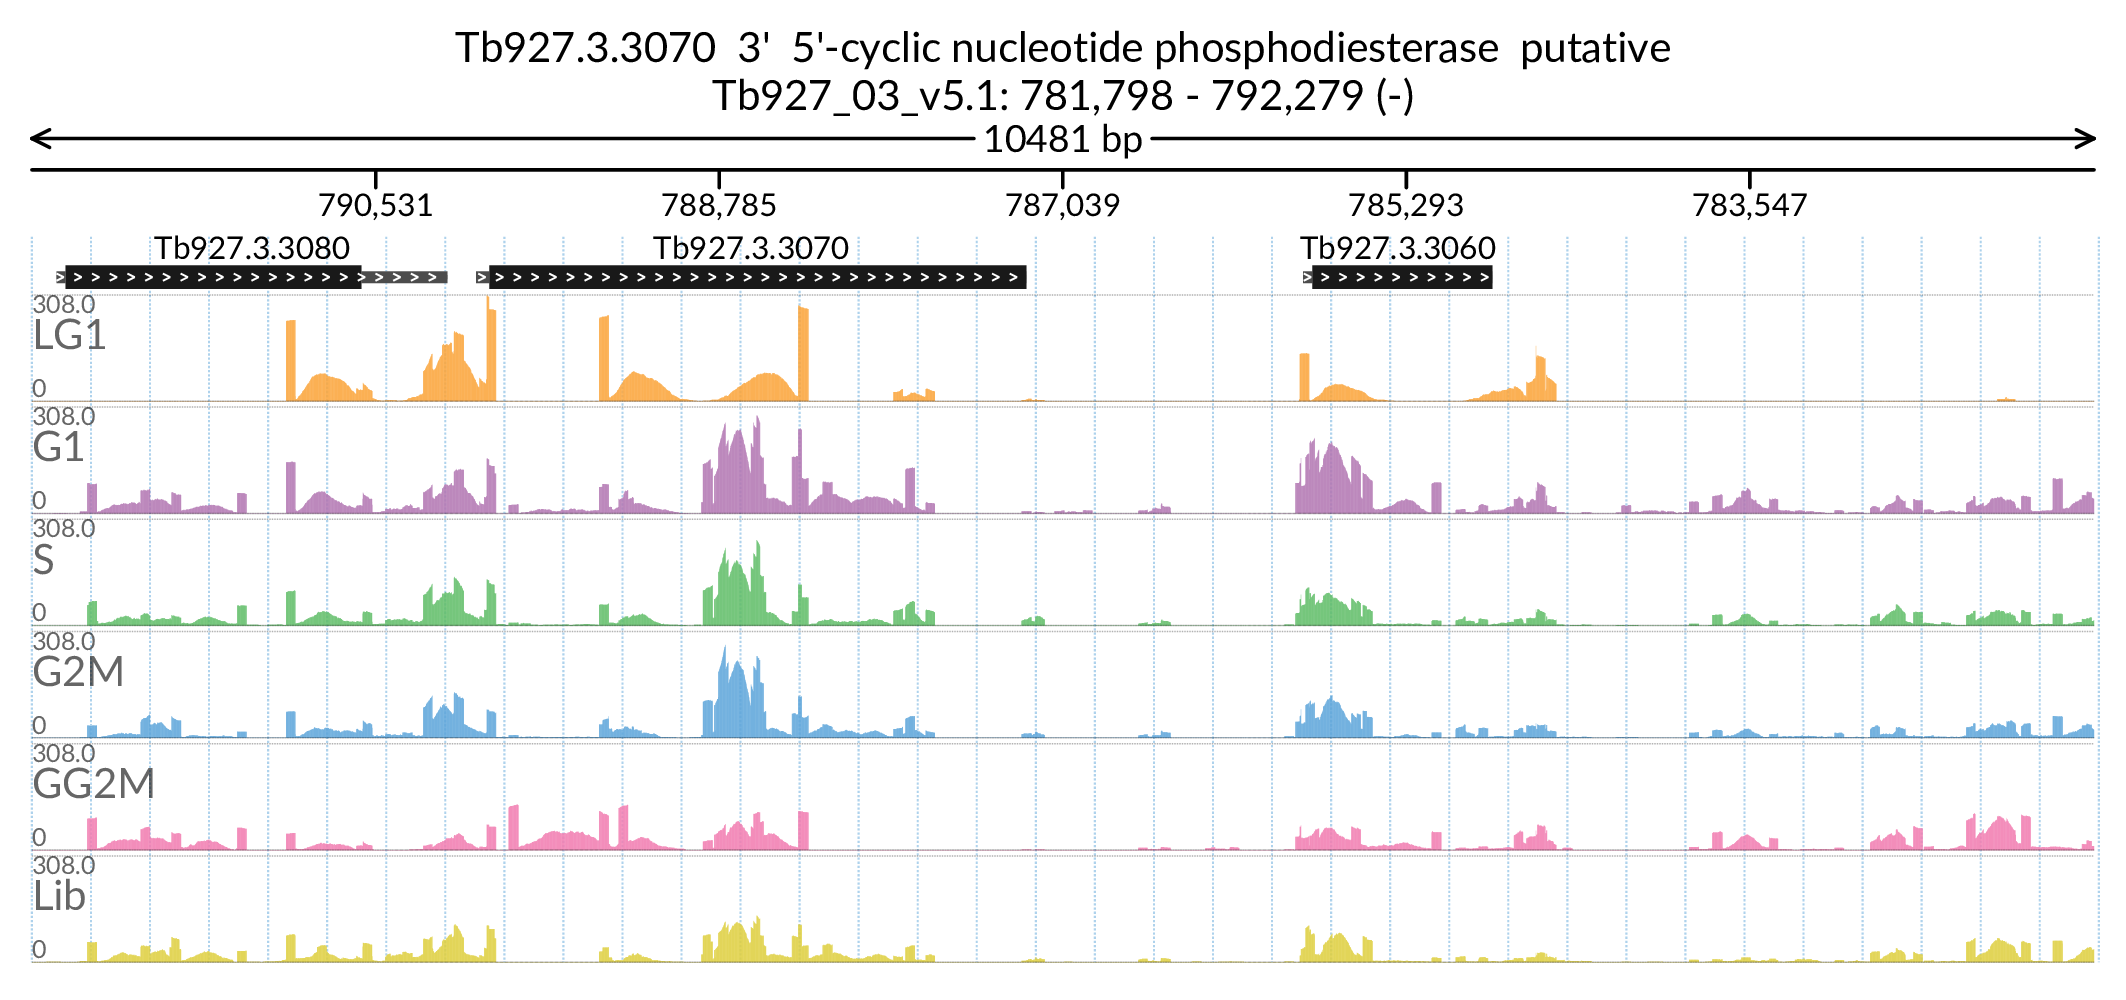 Tb927.3.3070  3'  5'-cyclic nucleotide phosphodiesterase  putative
Tb927_03_v5.1: 781,798 - 792,279 (-)
10481 bp
790,531 788,785 787,039 785,293 783,547
Tb927.3.3080 Tb927.3.3070 Tb927.3.3060
308.0
LG1
0
308.0
G1
0
308.0
S
0
308.0
G2M
0
308.0
GG2M
0
308.0
Lib
0